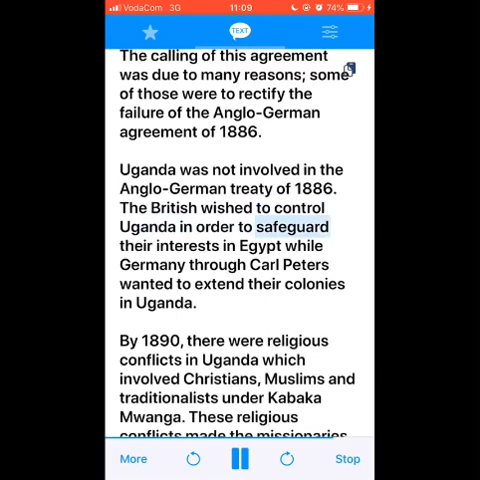 VodaCom 3G
11:09
74%
TEXT
The calling of this agreement
was due to many reasons; some
of those were to rectify the
failure of the Anglo-German
agreement of 1886.
Uganda was not involved in the
Anglo-German treaty of 1886.
The British wished to control
Uganda in order to safeguard
their interests in Egypt while
Germany through Carl Peters
wanted to extend their colonies
in Uganda.
By 1890, there were religious
conflicts in Uganda which
involved Christians, Muslims and
traditionalists under Kabaka
Mwanga. These religious
conflicts made the missionaries
More
Stop